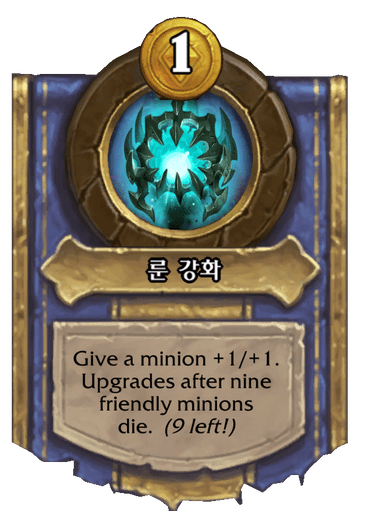 1
룬 강화
Give a minion +1/+1.
Upgrades after nine
friendly minions
die. (9 left!)